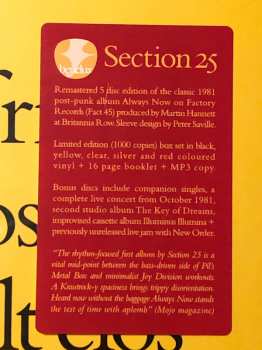 Section 25
Remastered 5 disc edition of the classic 1981
post-punk album Always Now on Factory
Records (Fact 45) produced by Martin Hannett
at Britannia Row. Sleeve design by Peter Saville.
Limited edition (1000 copies) box set in black,
yellow, clear, silver and red coloured
vinyl + 16 page booklet + MP3 copy
Bonus discs include companion singles, a
complete live concert from October 1981,
second studio album The Key of Dreams,
improvised cassette album Illuminus Illumina +
previously unreleased live jam with New Order.
"The rhythm-focused first album by Section 25 is a
vital mid-point between the bass-driven side of PiL's
Metal Box and minimalist Joy Division workouts.
A Krautrock-y spaciness brings trippy disorientation.
Heard now without the baggage Always Now stands
the test of time with aplomb" (Mojo magazine)